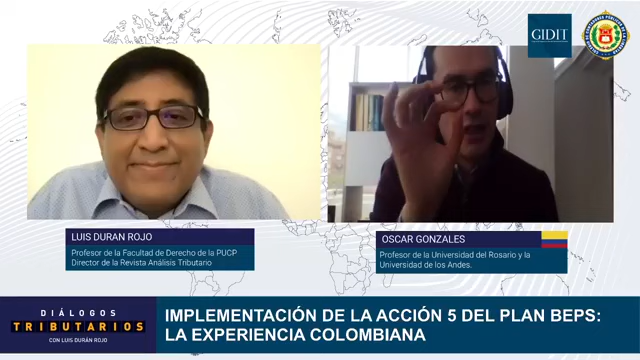 GIDIT
LUIS DURAN ROJO
Profesor de la Facultad de Derecho de la PUCP
Director de la Revista Análisis Tributario
OSCAR GONZALES
Profesor de la Universidad del Rosario y la
Universidad de los Andes.
DIÁLOGOS
TRIBUTARIOS
CON LUIS DURÁN ROJO
IMPLEMENTACIÓN DE LA ACCIÓN 5 DEL PLAN BEPS:
LA EXPERIENCIA COLOMBIANA